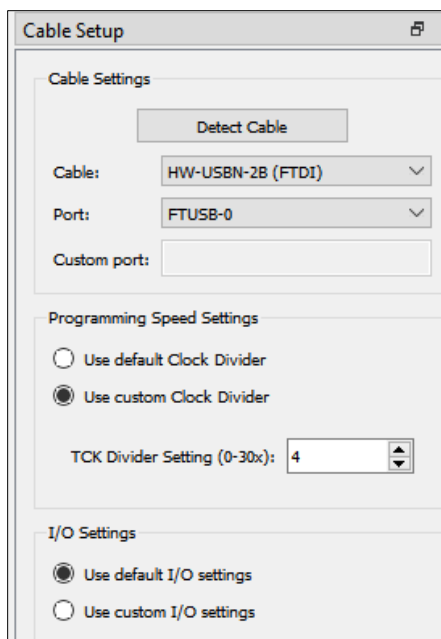 Cable Setup
Cable Settings
Detect Cable
Cable: HW-USBN-2B (FTDI)
Port: FTUSB-0
Custom port:
Programming Speed Settings
Use default Clock Divider
Use custom Clock Divider
TCK Divider Setting (0-30x): 4
I/O Settings
Use default I/O settings
Use custom I/O settings